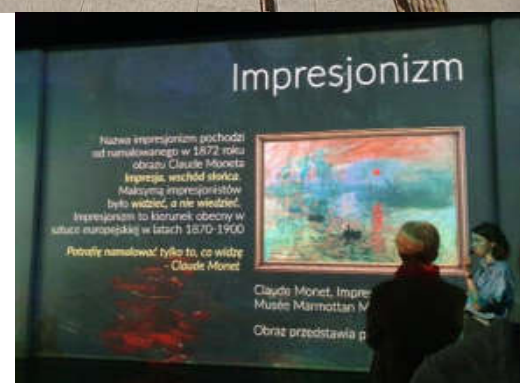 Impresjonizm
Nazwa impresjonizm pochodzi
od namalowanego w 1872 roku
obrazu Claude Moneta
Impresja, wschód słońca.
Maksymą impresjonistów
było widzieć, a nie wiedzieć.
Impresjonizm to kierunek obecny w
sztuce europejskiej w latach 1870-1900
Potrafię namalować tylko to, co widzę
- Claude Monet
Claude Monet, Impre
Musée Marmottan M
Obraz przedstawia p